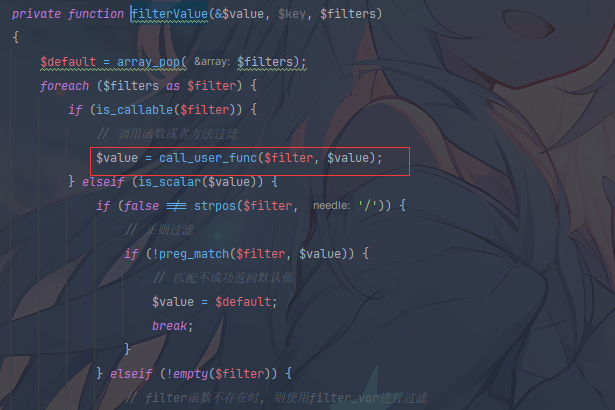 private function filterValue(&$value, $key, $filters)
{
$default = array_pop( &array: $filters);
foreach ($filters as $filter) {
if (is_callable($filter)) {
// 调用函数或者方法过滤
$value = call_user_func($filter, $value);
} elseif (is_scalar($value)) {
if (false !== strpos($filter, needle: '/')) {
// 正则过滤
if (!preg_match($filter, $value)) {
// 匹配不成功返回默认值
$value = $default;
break;
}
} elseif (!empty($filter)) {
// filter函数不存在时, 则使用filter_var进行过滤